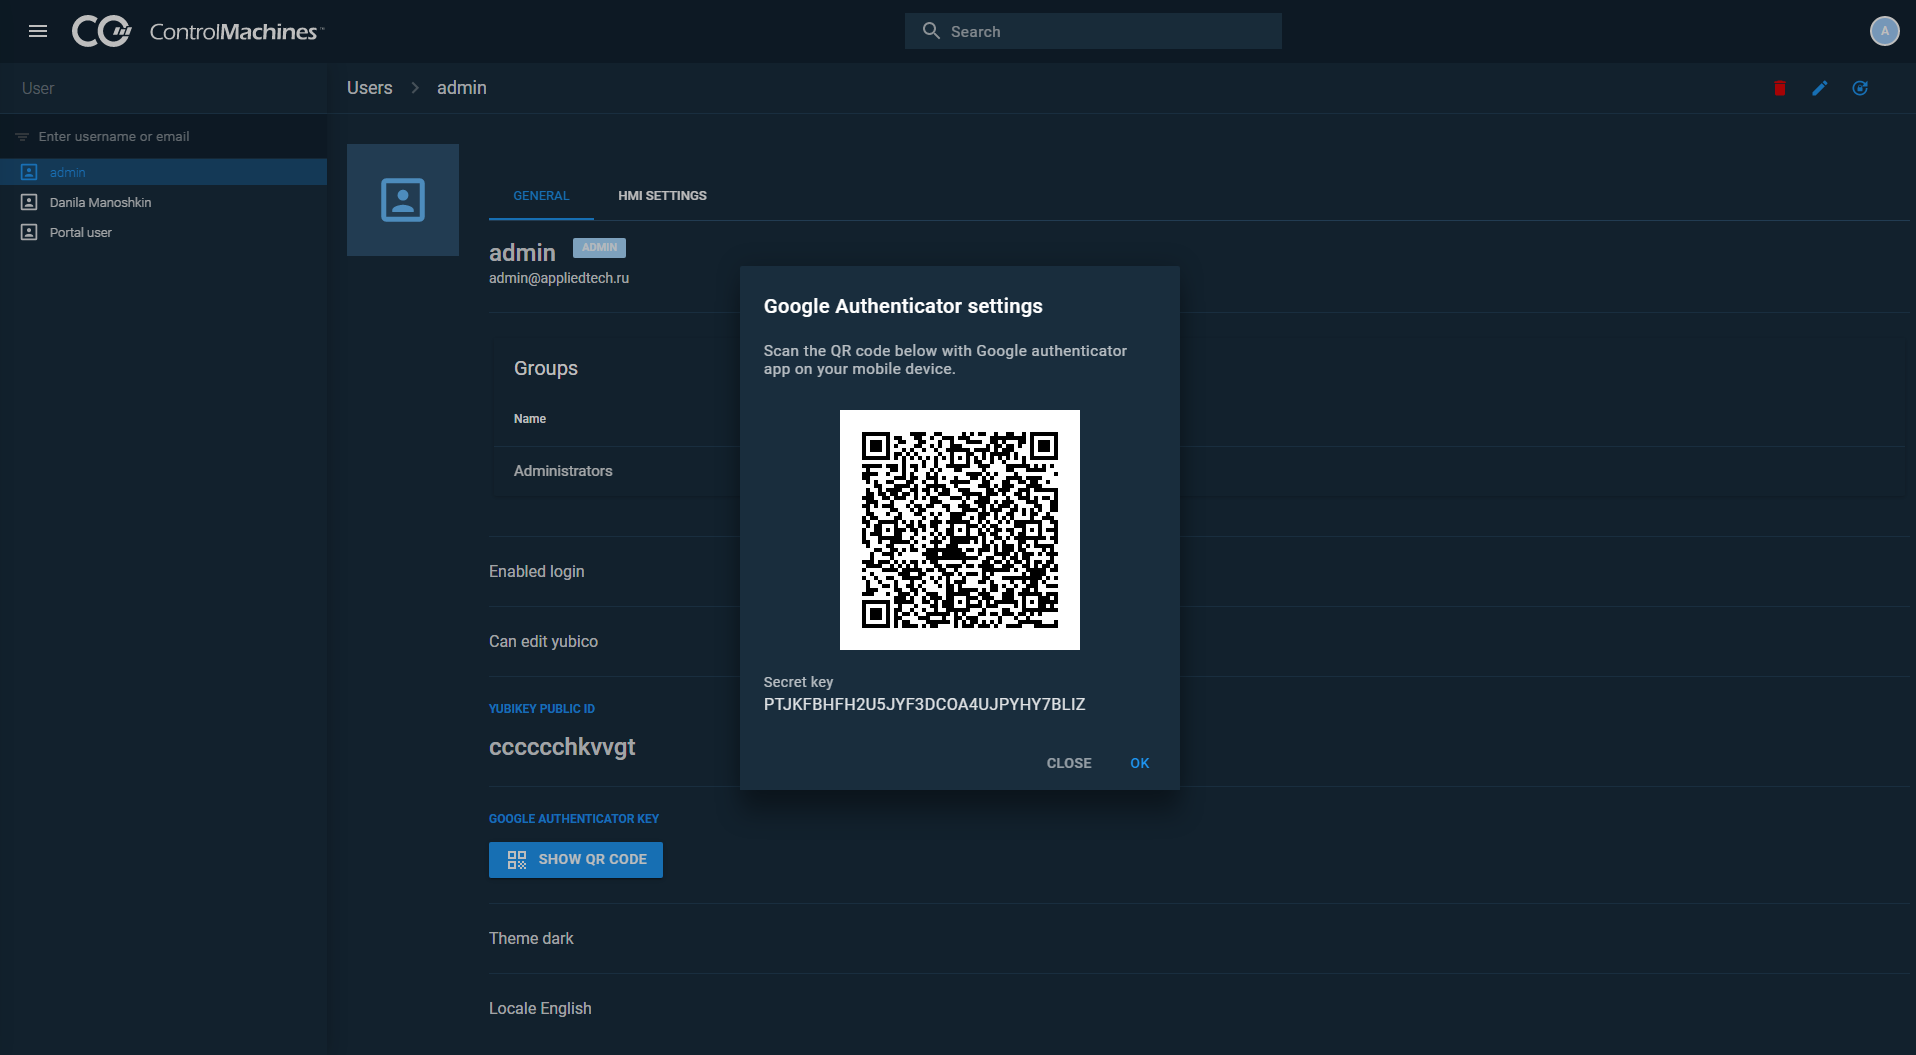 ControlMachines™
Search
A
User
Users > admin
Enter username or email
admin
Danila Manoshkin
Portal user
GENERAL
HMI SETTINGS
admin
ADMIN
admin@appliedtech.ru
Groups
Name
Administrators
Enabled login
Can edit yubico
YUBIKEY PUBLIC ID
cccccchkvvgt
GOOGLE AUTHENTICATOR KEY
SHOW QR CODE
Theme dark
Locale English
Google Authenticator settings
Scan the QR code below with Google authenticator
app on your mobile device.
Secret key
PTJKFBHFH2U5JYF3DCOA4UJPYHY7BLIZ
CLOSE
OK